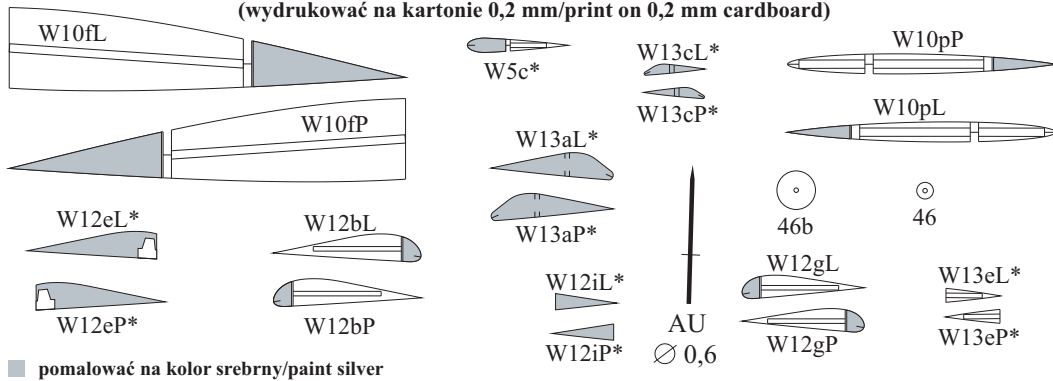 (wydrukować na kartonie 0,2 mm/print on 0,2 mm cardboard)
W10fL
W5c*
W13cL*
W13cP*
W10pP
W10fP
W13aL*
W10pL
W13aP*
46b
46
W12eL*
W12bL
W12eP*
W12bP
W12iL*
W12iP*
AU
Ø 0,6
W12gL
W12gP
W13eL*
W13eP*
pomalować na kolor srebrny/paint silver